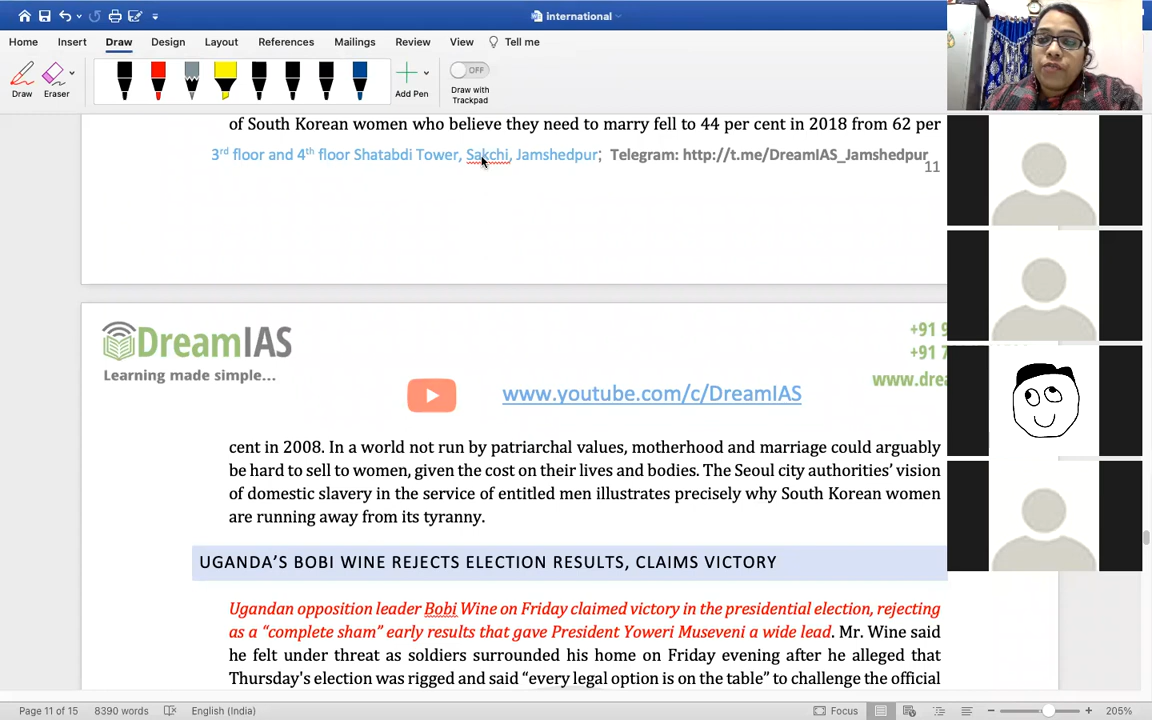 international
Home Insert Draw Design Layout References Mailings Review View Tell me
OFF
Draw Eraser Add Pen Draw with Trackpad
of South Korean women who believe they need to marry fell to 44 per cent in 2018 from 62 per
3rd floor and 4th floor Shatabdi Tower, Sakchi, Jamshedpur; Telegram: http://t.me/DreamIAS_Jamshedpur
11
DreamIAS
Learning made simple...
+91 9
+91 7
www.drea
www.youtube.com/c/DreamIAS
cent in 2008. In a world not run by patriarchal values, motherhood and marriage could arguably
be hard to sell to women, given the cost on their lives and bodies. The Seoul city authorities' vision
of domestic slavery in the service of entitled men illustrates precisely why South Korean women
are running away from its tyranny.
UGANDA'S BOBI WINE REJECTS ELECTION RESULTS, CLAIMS VICTORY
Ugandan opposition leader Bobi Wine on Friday claimed victory in the presidential election, rejecting
as a "complete sham" early results that gave President Yoweri Museveni a wide lead. Mr. Wine said
he felt under threat as soldiers surrounded his home on Friday evening after he alleged that
Thursday's election was rigged and said "every legal option is on the table" to challenge the official
Page 11 of 15 8390 words English (India) Focus 205%